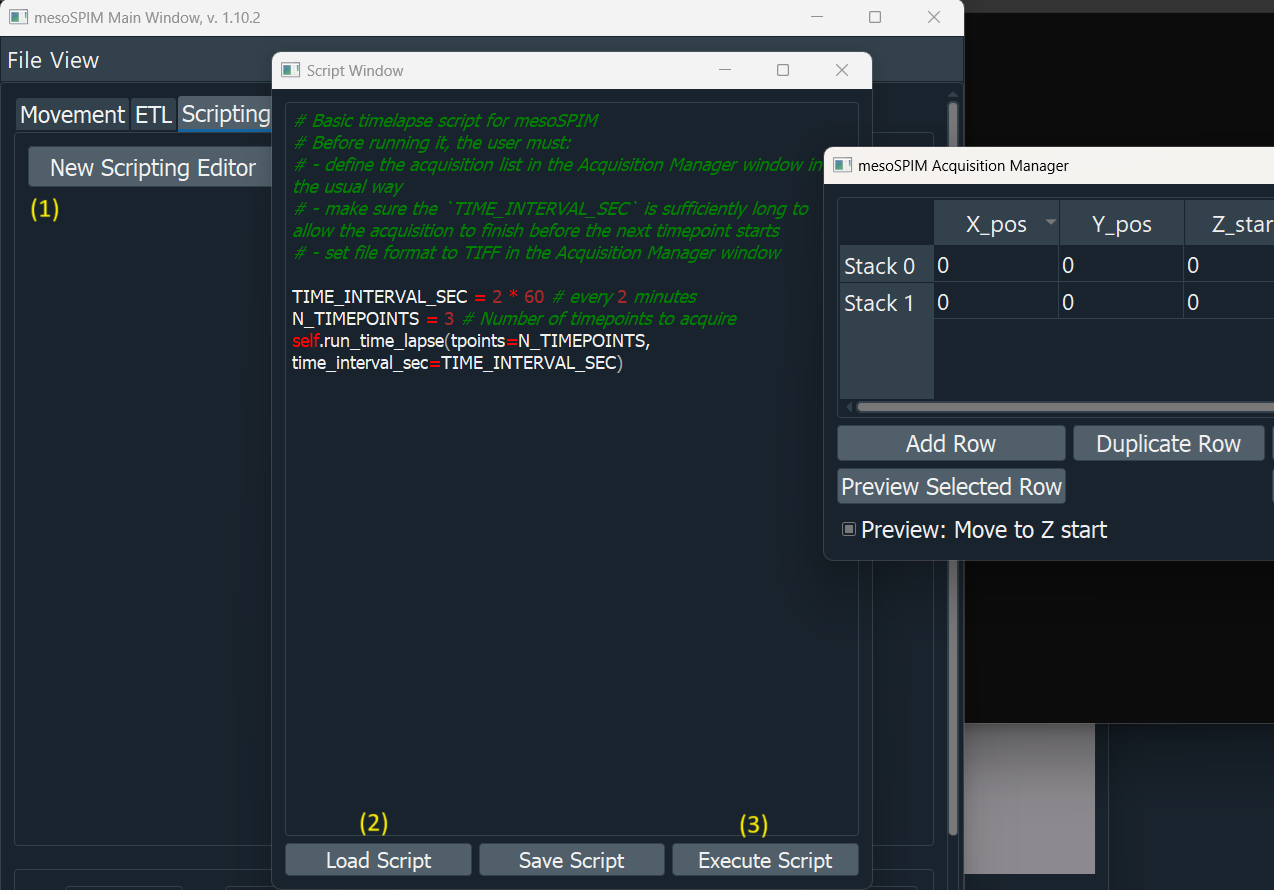 mesoSPIM Main Window, v. 1.10.2
File View
Script Window
Movement ETL Scripting
New Scripting Editor
(1)
# Basic timelapse script for mesoSPIM
# Before running it, the user must:
# - define the acquisition list in the Acquisition Manager window in
the usual way
# - make sure the `TIME_INTERVAL_SEC` is sufficiently long to
allow the acquisition to finish before the next timepoint starts
# - set file format to TIFF in the Acquisition Manager window
TIME_INTERVAL_SEC = 2 * 60 # every 2 minutes
N_TIMEPOINTS = 3 # Number of timepoints to acquire
self.run_time_lapse(tpoints=N_TIMEPOINTS,
time_interval_sec=TIME_INTERVAL_SEC)
(2)
(3)
Load Script
Save Script
Execute Script
mesoSPIM Acquisition Manager
X_pos Y_pos Z_star
Stack 0 0 0 0
Stack 1 0 0 0
Add Row
Duplicate Row
Preview Selected Row
Preview: Move to Z start